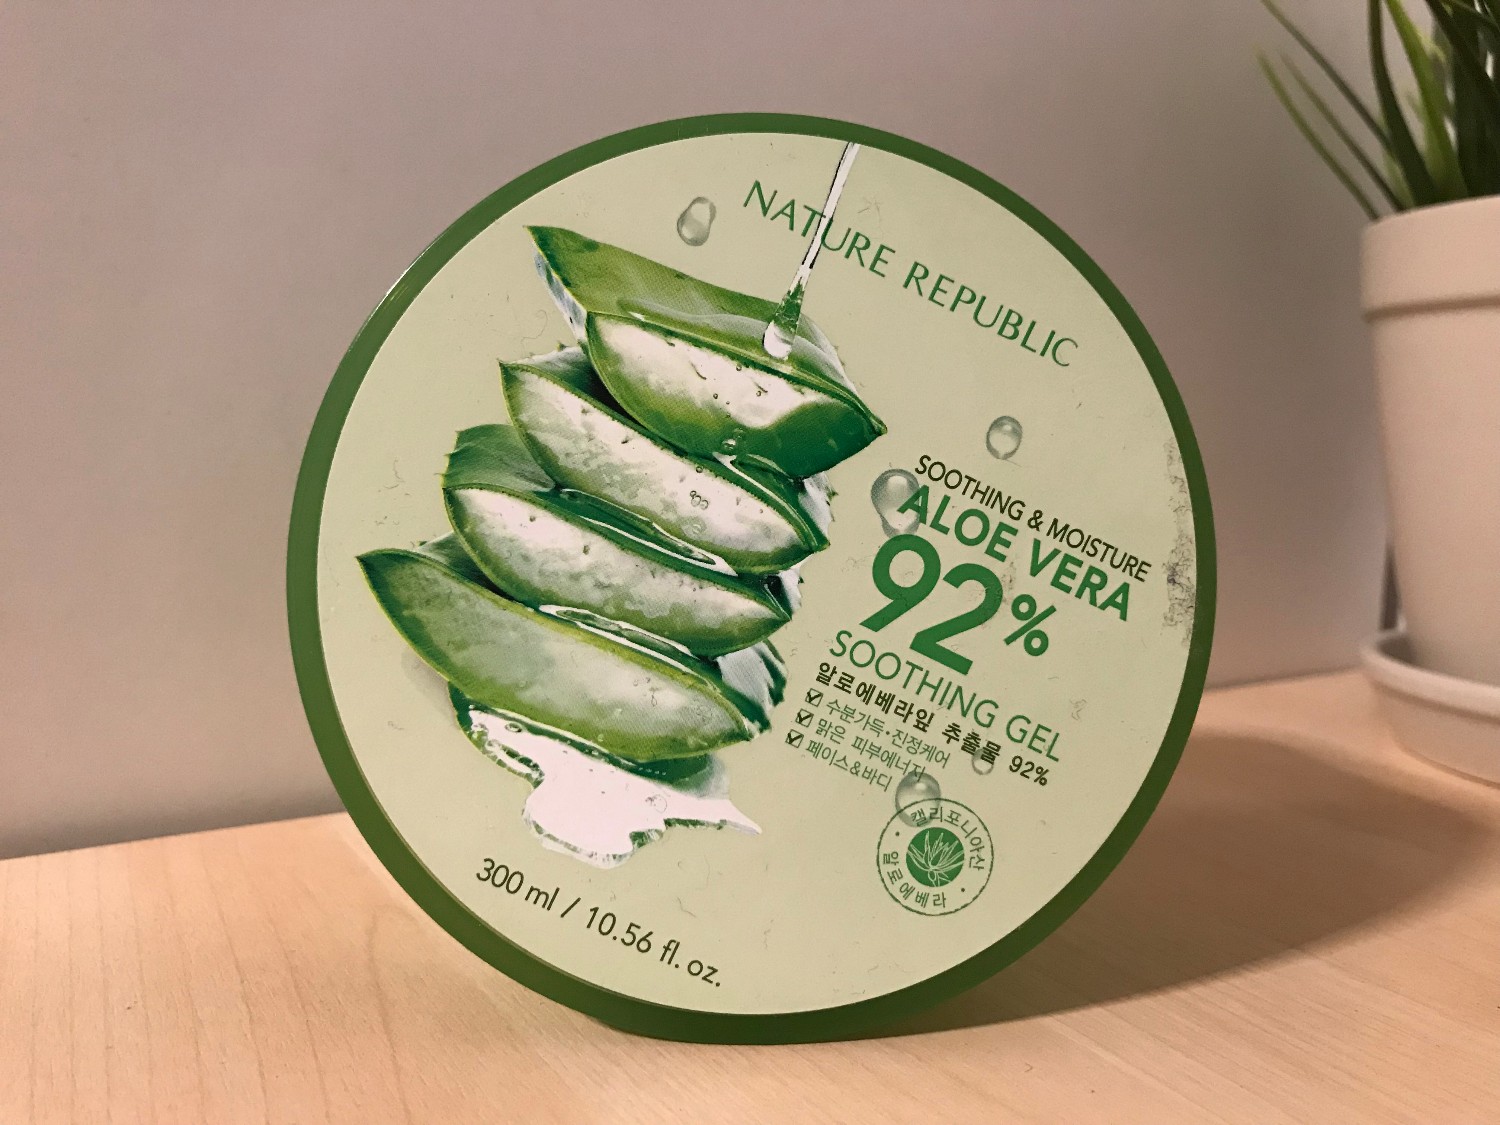 NATURE REPUBLIC
SOOTHING & MOISTURE
ALOE VERA
92%
SOOTHING GEL
알로에베라잎 추출물 92%
수분가득·진정케어
맑은 피부에너지
페이스&바디
캘리포니아산
알로에베라
300 ml / 10.56 fl. oz.